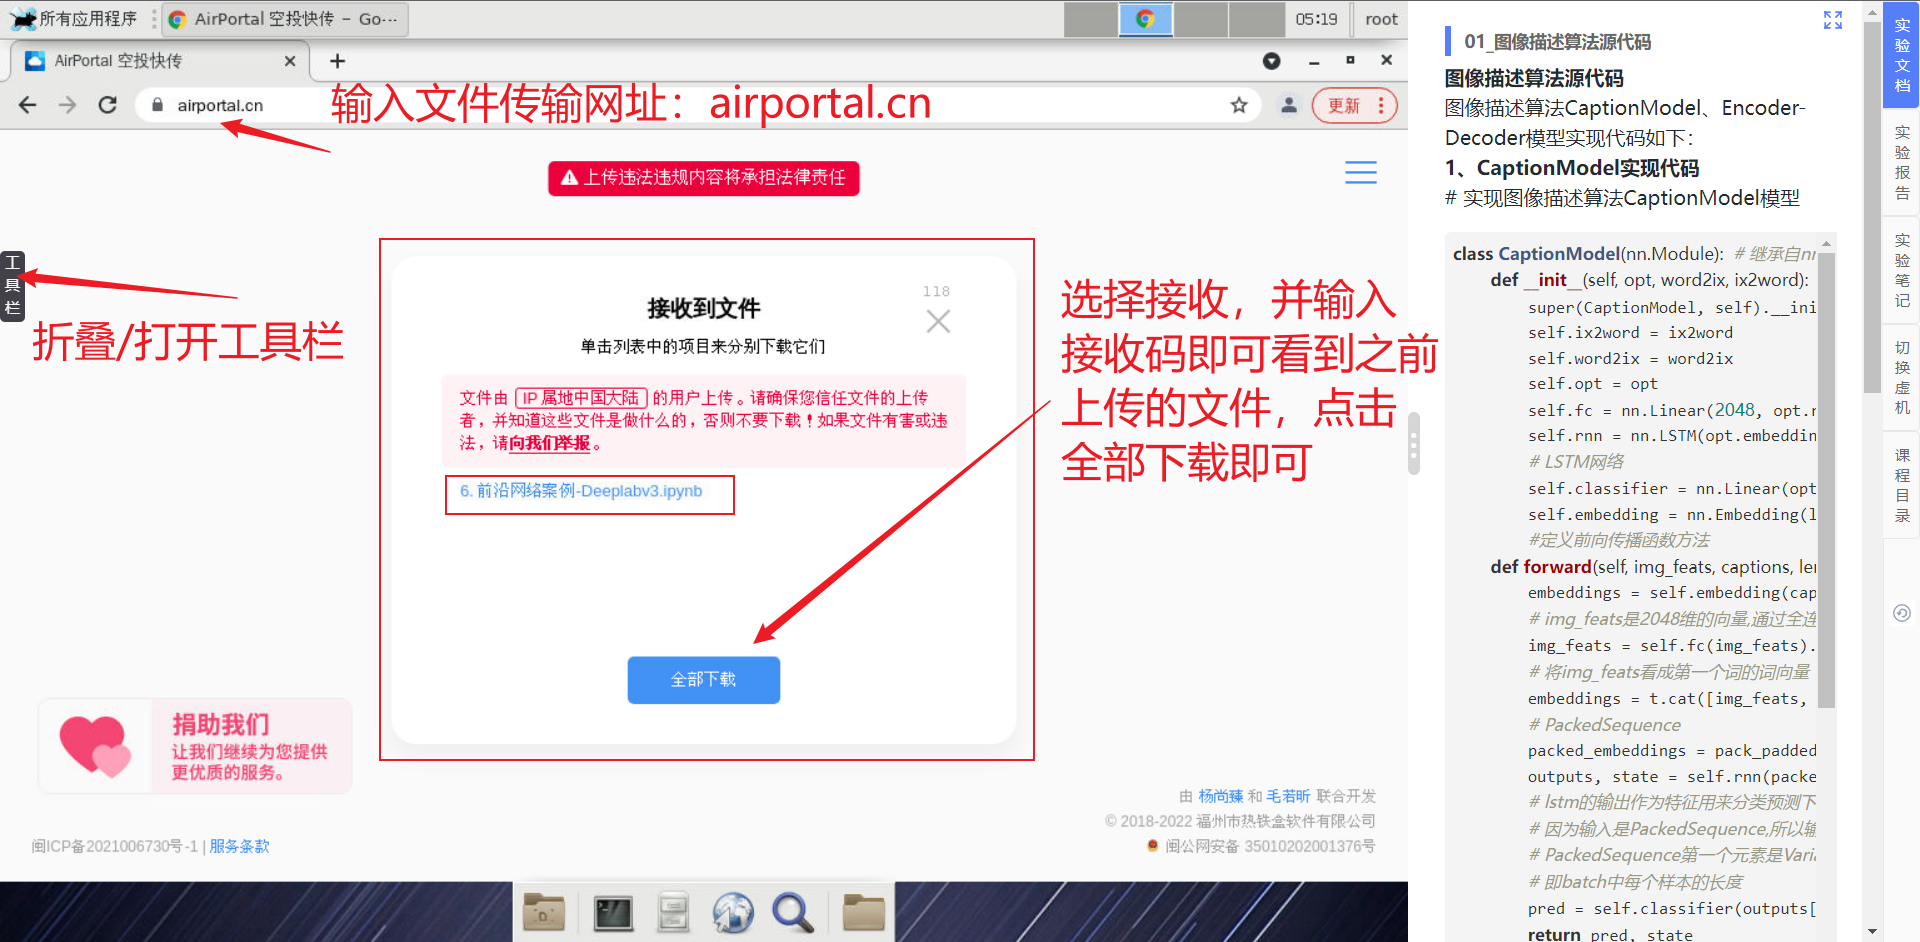 所有应用程序
AirPortal 空投快传 – Go···
05:19
root
AirPortal 空投快传
airportal.cn
输入文件传输网址：airportal.cn
更新
上传违法违规内容将承担法律责任
工具栏
折叠/打开工具栏
118
接收到文件
单击列表中的项目来分别下载它们
文件由 IP 属地中国大陆 的用户上传。请确保您信任文件的上传
者，并知道这些文件是做什么的，否则不要下载！如果文件有害或违
法，请向我们举报。
6. 前沿网络案例-Deeplabv3.ipynb
全部下载
选择接收，并输入
接收码即可看到之前
上传的文件，点击
全部下载即可
捐助我们
让我们继续为您提供
更优质的服务。
由 杨尚臻 和 毛若昕 联合开发
© 2018-2022 福州市热铁盒软件有限公司
闽公网安备 35010202001376号
闽ICP备2021006730号-1 | 服务条款
01_图像描述算法源代码
图像描述算法源代码
图像描述算法CaptionModel、Encoder-
Decoder模型实现代码如下：
1、CaptionModel实现代码
# 实现图像描述算法CaptionModel模型
class CaptionModel(nn.Module): # 继承自nn
def __init__(self, opt, word2ix, ix2word):
super(CaptionModel, self).__ini
self.ix2word = ix2word
self.word2ix = word2ix
self.opt = opt
self.fc = nn.Linear(2048, opt.r
self.rnn = nn.LSTM(opt.embeddin
# LSTM网络
self.classifier = nn.Linear(opt
self.embedding = nn.Embedding(l
#定义前向传播函数方法
def forward(self, img_feats, captions, len
embeddings = self.embedding(cap
# img_feats是2048维的向量,通过全连
img_feats = self.fc(img_feats).
# 将img_feats看成第一个词的词向量
embeddings = t.cat([img_feats,
# PackedSequence
packed_embeddings = pack_padded
outputs, state = self.rnn(packe
# lstm的输出作为特征用来分类预测下
# 因为输入是PackedSequence,所以输
# PackedSequence第一个元素是Varia
# 即batch中每个样本的长度
pred = self.classifier(outputs[
return pred, state
实验文档
实验报告
实验笔记
切换虚机
课程目录